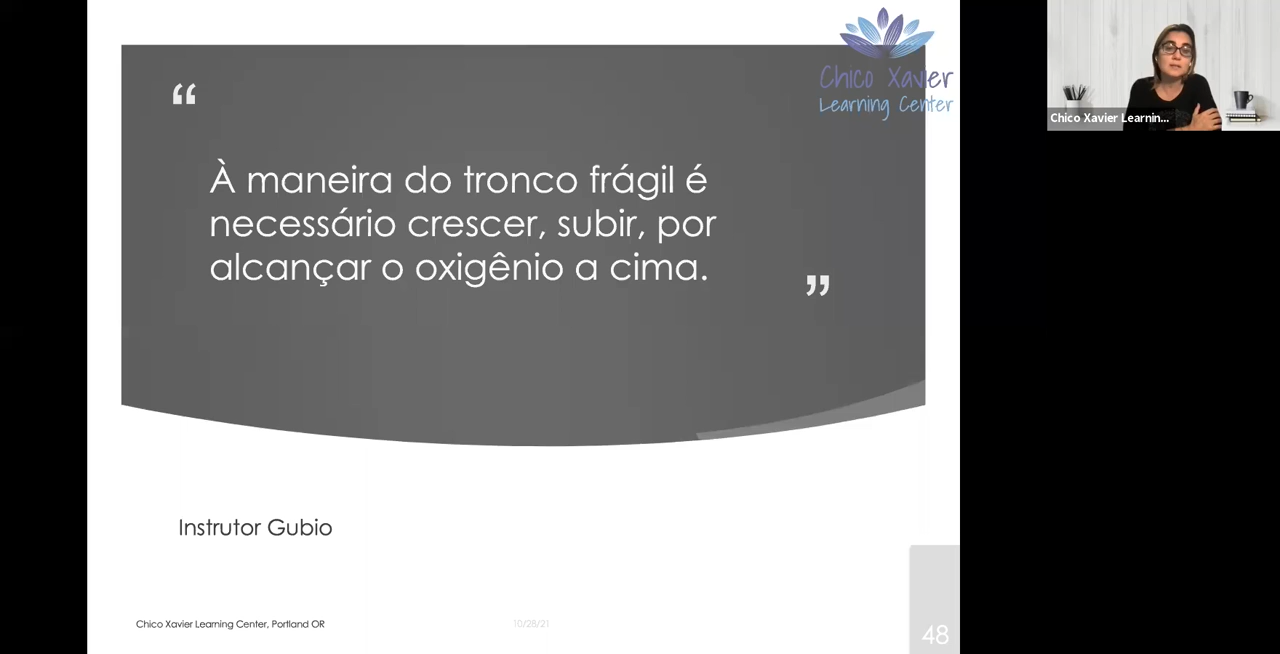 Chico Xavier
Learning Center
“
À maneira do tronco frágil é
necessário crescer, subir, por
alcançar o oxigênio a cima.
”
Instrutor Gubio
Chico Xavier Learning Center, Portland OR
10/28/21
48
Chico Xavier Learnin...